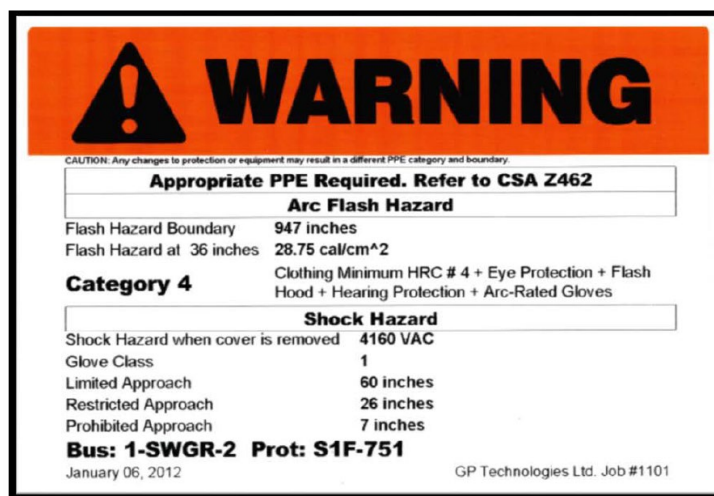 WARNING
CAUTION: Any changes to protection or equipment may result in a different PPE category and boundary.
Appropriate PPE Required. Refer to CSA Z462
Arc Flash Hazard
Flash Hazard Boundary 947 inches
Flash Hazard at 36 inches 28.75 cal/cm^2
Category 4 Clothing Minimum HRC # 4 + Eye Protection + Flash
Hood + Hearing Protection + Arc-Rated Gloves
Shock Hazard
Shock Hazard when cover is removed 4160 VAC
Glove Class 1
Limited Approach 60 inches
Restricted Approach 26 inches
Prohibited Approach 7 inches
Bus: 1-SWGR-2 Prot: S1F-751
January 06, 2012 GP Technologies Ltd. Job #1101